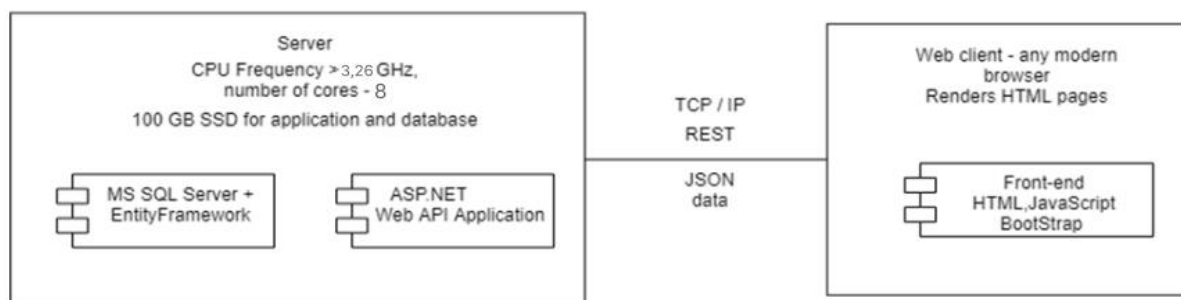 Server
CPU Frequency > 3,26 GHz,
number of cores - 8
100 GB SSD for application and database
MS SQL Server +
EntityFramework
ASP.NET
Web API Application
TCP / IP
REST
JSON
data
Web client - any modern
browser
Renders HTML pages
Front-end
HTML,JavaScript
BootStrap